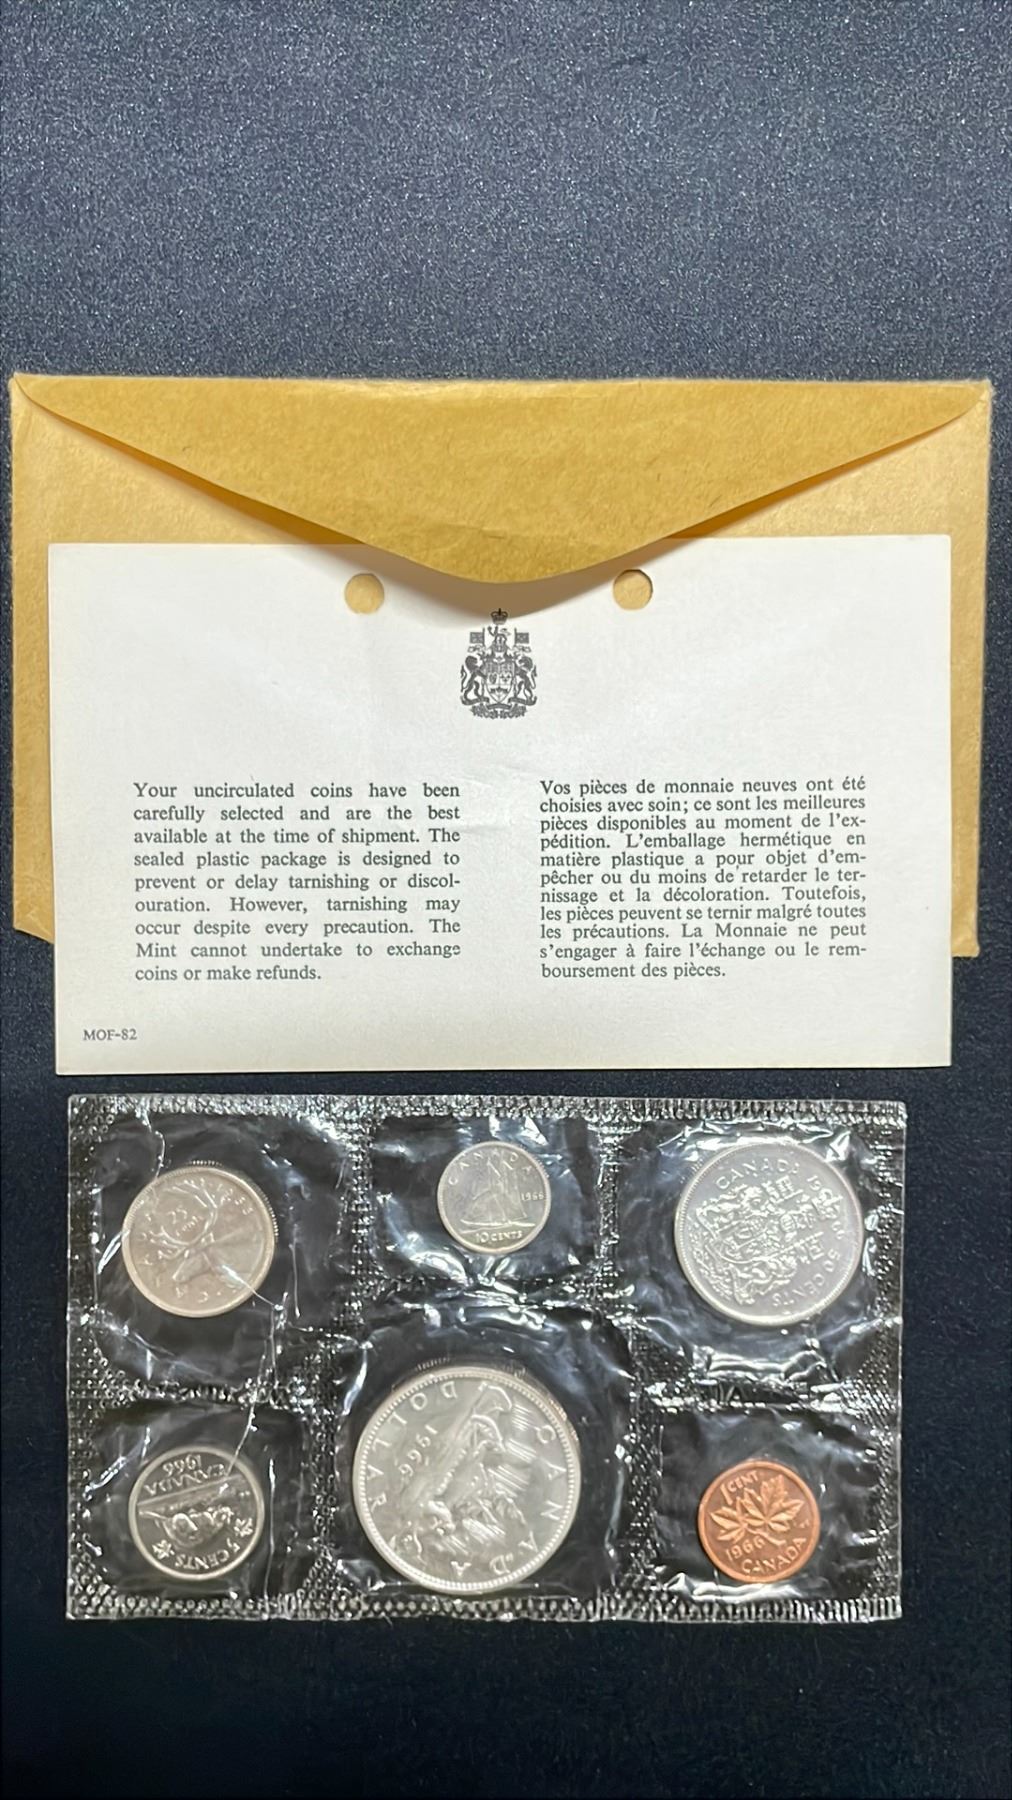 Your uncirculated coins have been
carefully selected and are the best
available at the time of shipment. The
sealed plastic package is designed to
prevent or delay tarnishing or discol-
ouration. However, tarnishing may
occur despite every precaution. The
Mint cannot undertake to exchange
coins or make refunds.
Vos pièces de monnaie neuves ont été
choisies avec soin; ce sont les meilleures
pièces disponibles au moment de l'ex-
pédition. L'emballage hermétique en
matière plastique a pour objet d'em-
pêcher ou du moins de retarder le ter-
nissage et la décoloration. Toutefois,
les pièces peuvent se ternir malgré toutes
les précautions. La Monnaie ne peut
s'engager à faire l'échange ou le rem-
boursement des pièces.
MOF-82
CANADA
1966
10 CENTS
CANADA 19
50 CENTS
1966
CANADA
5 CENTS
CANADA
1966
DOLLAR
1 CENT
1966
CANADA